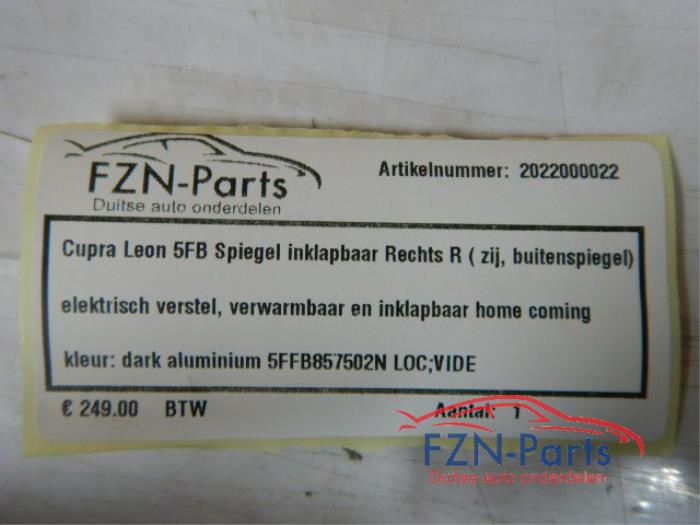 FZN-Parts
Duitse auto onderdelen
Artikelnummer: 2022000022
Cupra Leon 5FB Spiegel inklapbaar Rechts R ( zij, buitenspiegel)
elektrisch verstel, verwarmbaar en inklapbaar home coming
kleur: dark aluminium 5FFB857502N LOC;VIDE
€ 249.00 BTW
Aantal: 1
FZN-Parts
Duitse auto onderdelen